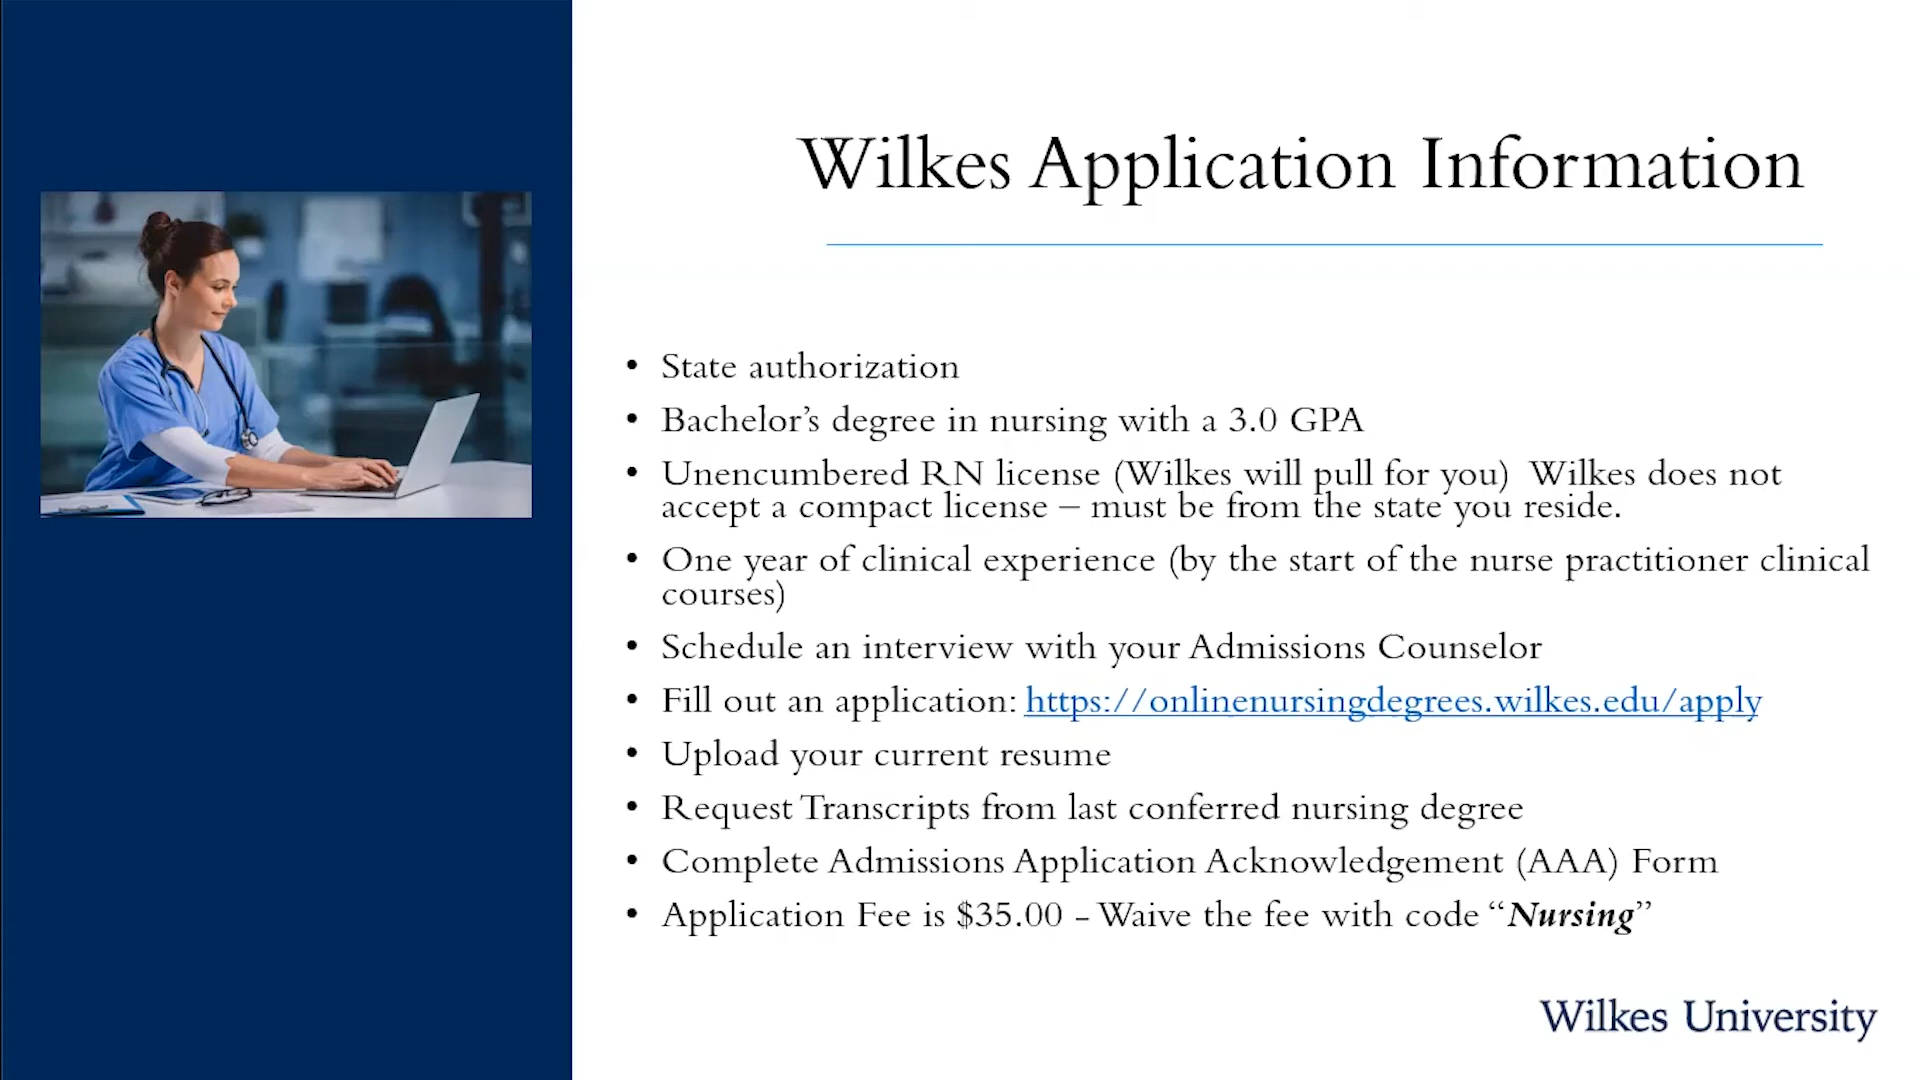 Wilkes Application Information
• State authorization
• Bachelor’s degree in nursing with a 3.0 GPA
• Unencumbered RN license (Wilkes will pull for you)  Wilkes does not
accept a compact license – must be from the state you reside.
• One year of clinical experience (by the start of the nurse practitioner clinical
courses)
• Schedule an interview with your Admissions Counselor
• Fill out an application: https://onlinenursingdegrees.wilkes.edu/apply
• Upload your current resume
• Request Transcripts from last conferred nursing degree
• Complete Admissions Application Acknowledgement (AAA) Form
• Application Fee is $35.00 - Waive the fee with code “Nursing”
Wilkes University